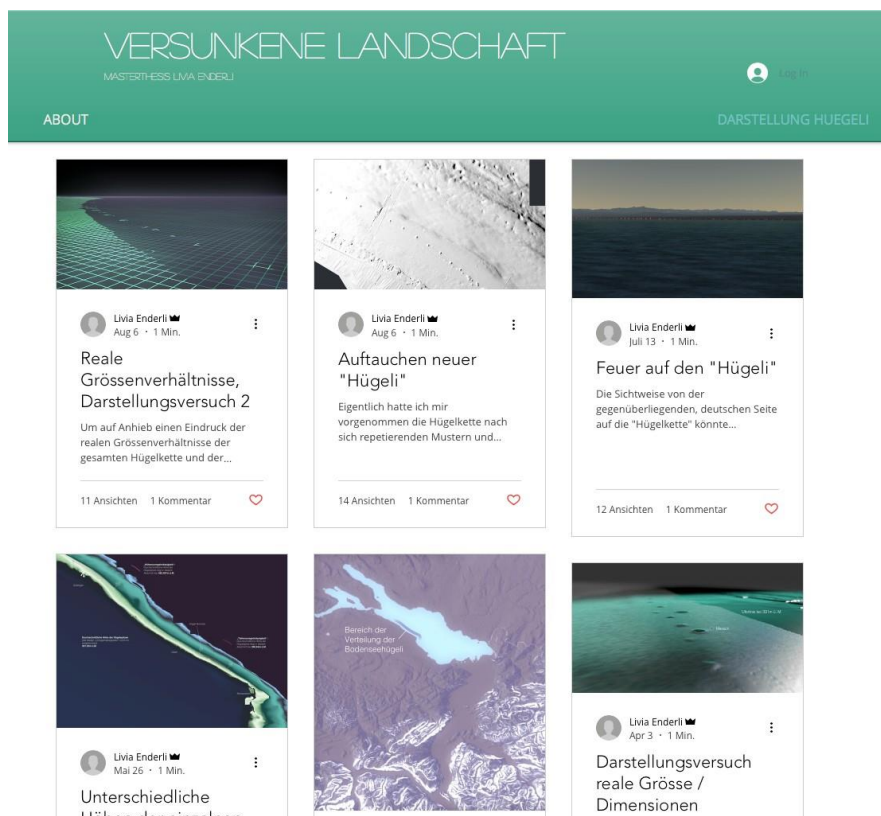 VERSUNKENE LANDSCHAFT
MASTERTHESIS LIVIA ENDERLI
Log In
ABOUT
DARSTELLUNG HUEGELI
Livia Enderli
Aug 6 · 1 Min.
Reale
Grössenverhältnisse,
Darstellungsversuch 2
Um auf Anhieb einen Eindruck der
realen Grössenverhältnisse der
gesamten Hügelkette und der...
11 Ansichten 1 Kommentar
Livia Enderli
Aug 6 · 1 Min.
Auftauchen neuer
"Hügeli"
Eigentlich hatte ich mir
vorgenommen die Hügelkette nach
sich repetierenden Mustern und...
14 Ansichten 1 Kommentar
Livia Enderli
Juli 13 · 1 Min.
Feuer auf den "Hügeli"
Die Sichtweise von der
gegenüberliegenden, deutschen Seite
auf die "Hügelkette" könnte...
12 Ansichten 1 Kommentar
Livia Enderli
Mai 26 · 1 Min.
Unterschiedliche
Bereich der
Verteilung der
Bodenseehügeli
Livia Enderli
Apr 3 · 1 Min.
Darstellungsversuch
reale Grösse /
Dimensionen